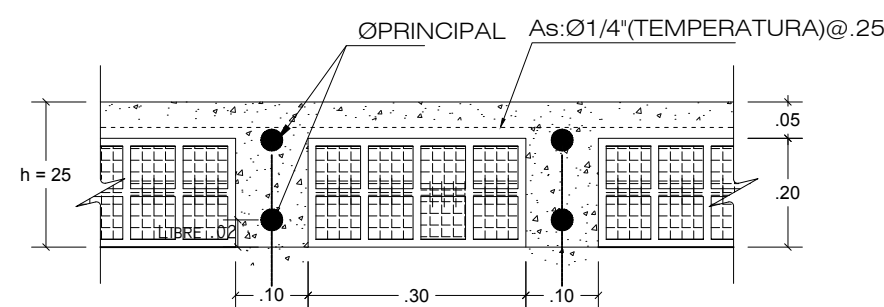 ØPRINCIPAL
As:Ø1/4"(TEMPERATURA)@.25
.05
h = 25
.20
LIBRE .02
.10
.30
.10